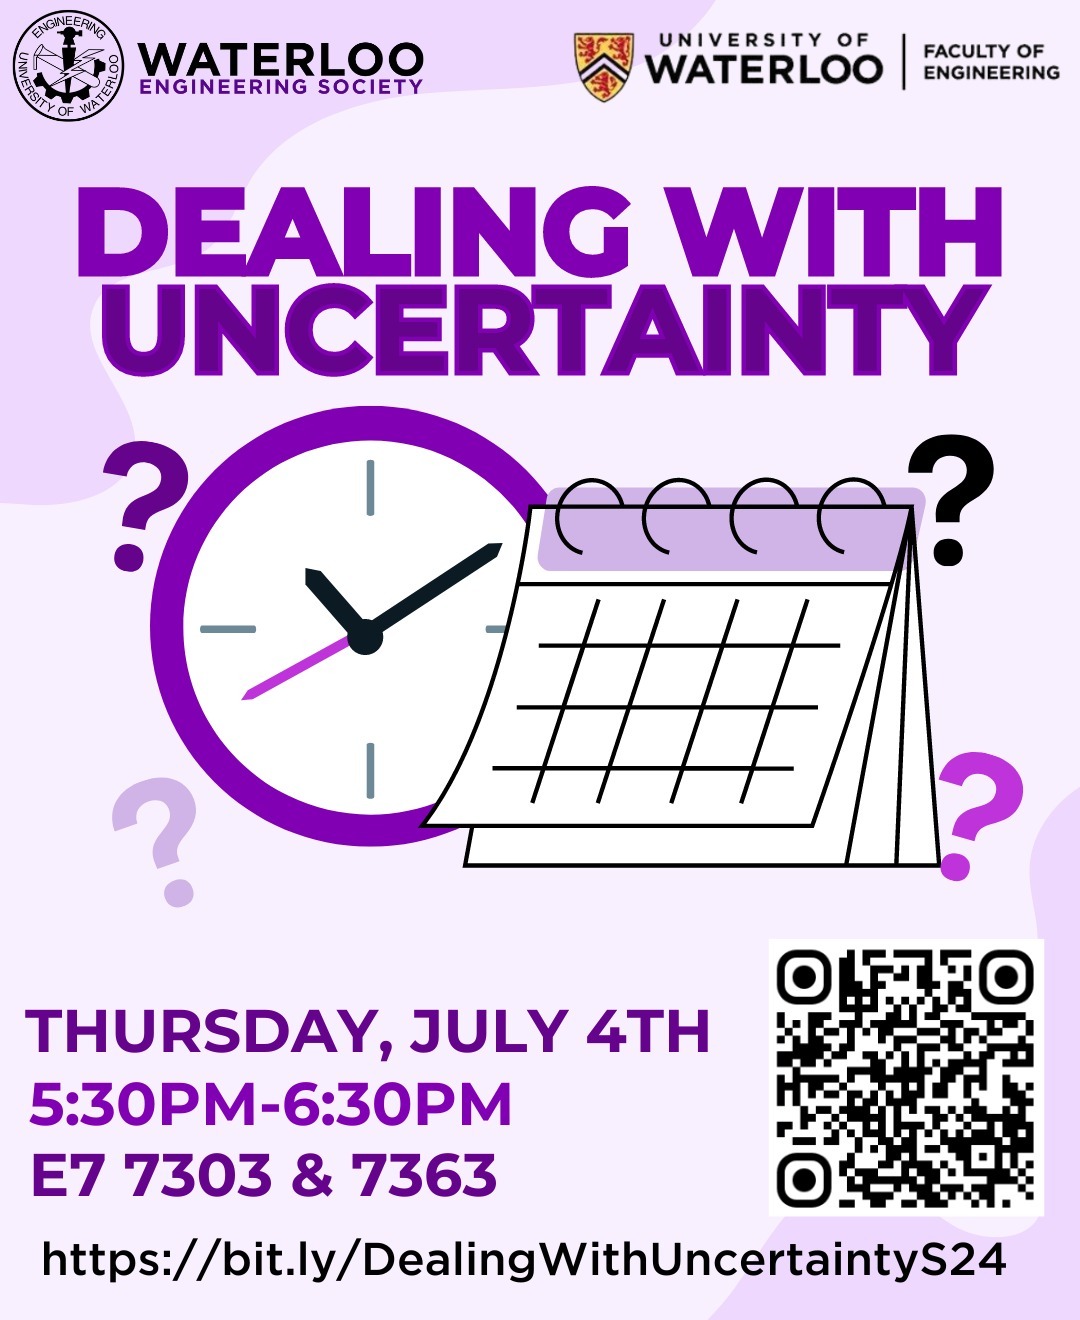 ENGINEERING
UNIVERSITY OF WATERLOO
WATERLOO
ENGINEERING SOCIETY
UNIVERSITY OF
WATERLOO
FACULTY OF
ENGINEERING
DEALING WITH
UNCERTAINTY
?
?
?
?
THURSDAY, JULY 4TH
5:30PM-6:30PM
E7 7303 & 7363
https://bit.ly/DealingWithUncertaintyS24